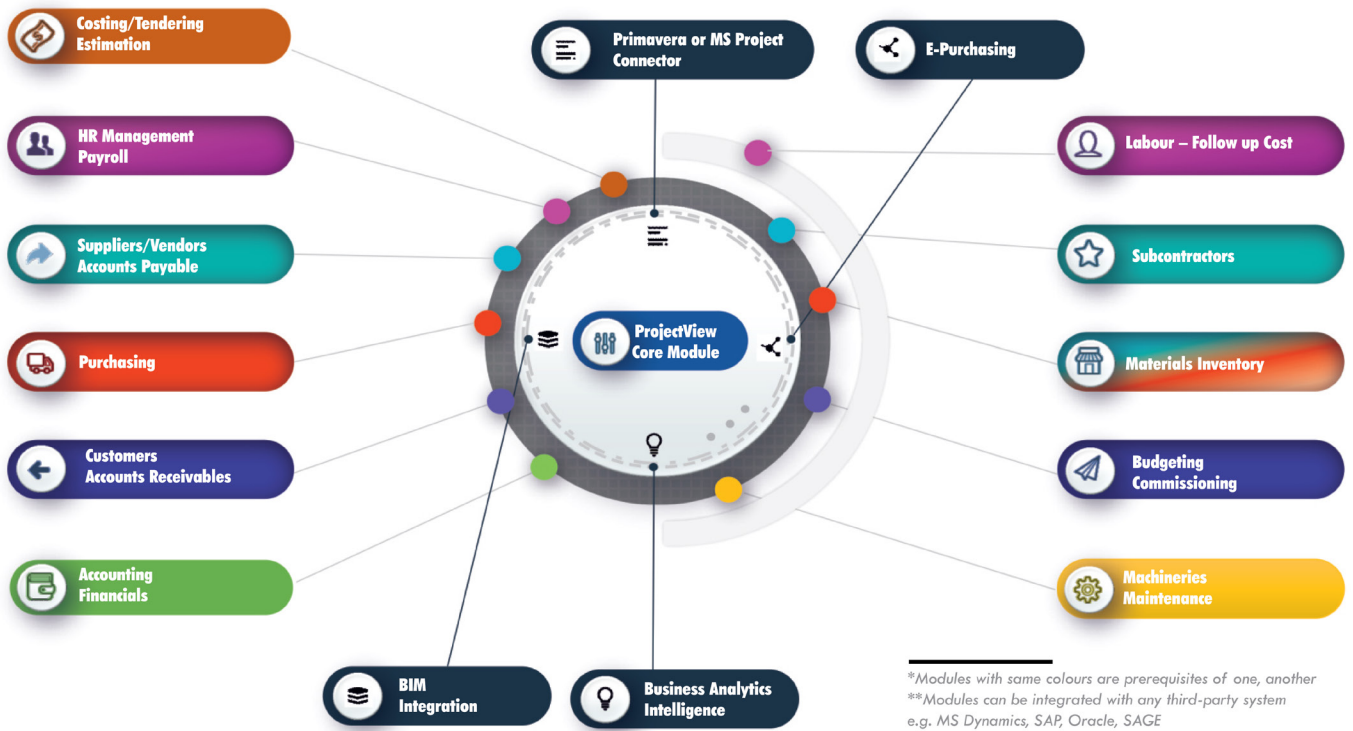 Costing/Tendering
Estimation
Primavera or MS Project
Connector
E-Purchasing
HR Management
Payroll
Labour – Follow up Cost
Suppliers/Vendors
Accounts Payable
Subcontractors
ProjectView
Core Module
Purchasing
Materials Inventory
Customers
Accounts Receivables
Budgeting
Commissioning
Accounting
Financials
Machineries
Maintenance
BIM
Integration
Business Analytics
Intelligence
*Modules with same colours are prerequisites of one, another
**Modules can be integrated with any third-party system
e.g. MS Dynamics, SAP, Oracle, SAGE